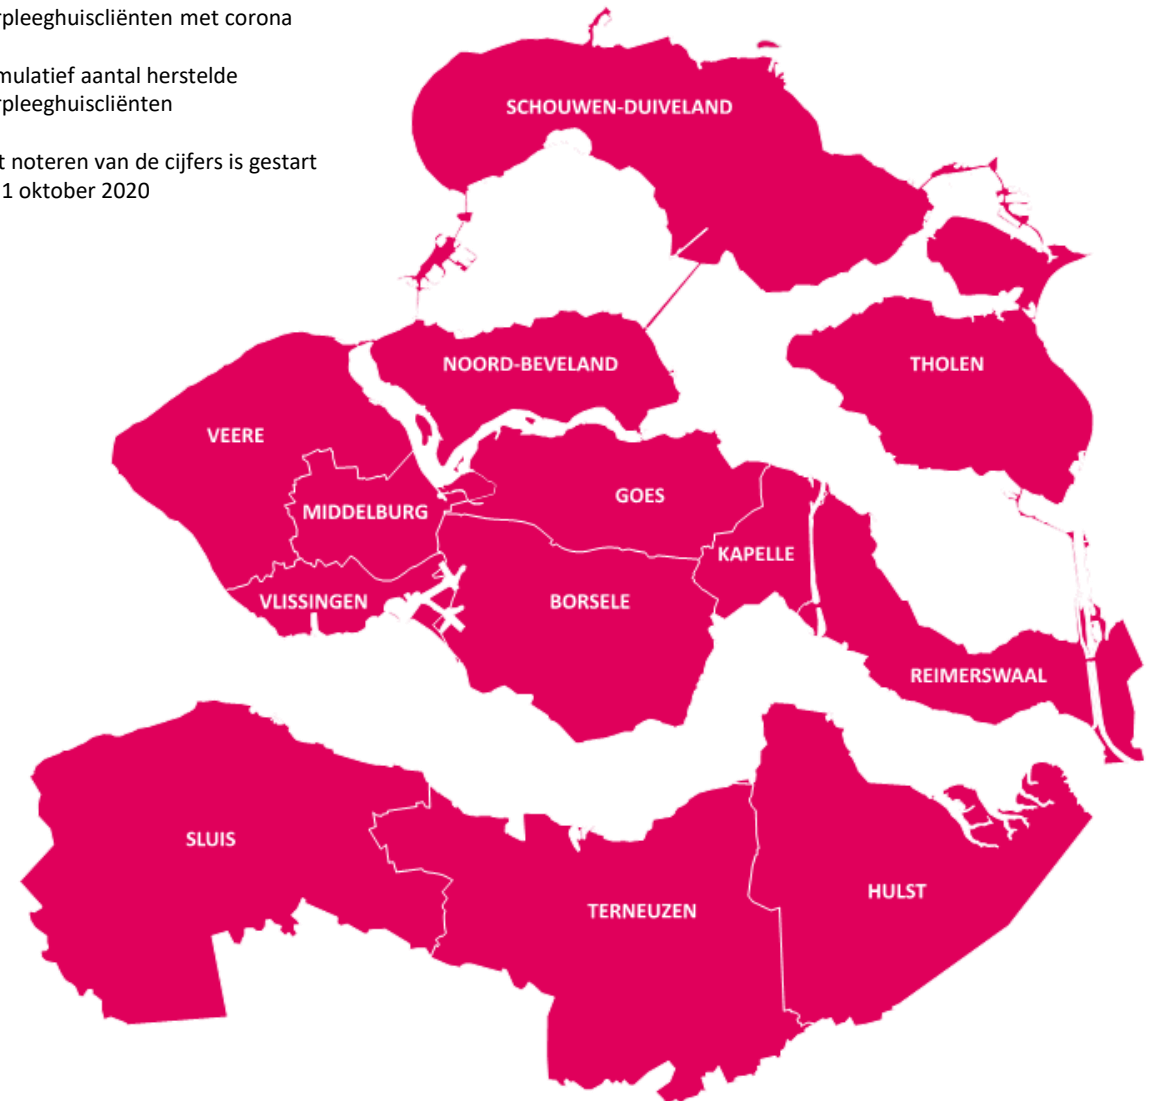 rpleeghuiscliënten met corona
mulatief aantal herstelde
rpleeghuiscliënten
t noteren van de cijfers is gestart
1 oktober 2020
SCHOUWEN-DUIVELAND
NOORD-BEVELAND
THOLEN
VEERE
GOES
MIDDELBURG
KAPELLE
VLISSINGEN
BORSELE
REIMERSWAAL
SLUIS
HULST
TERNEUZEN